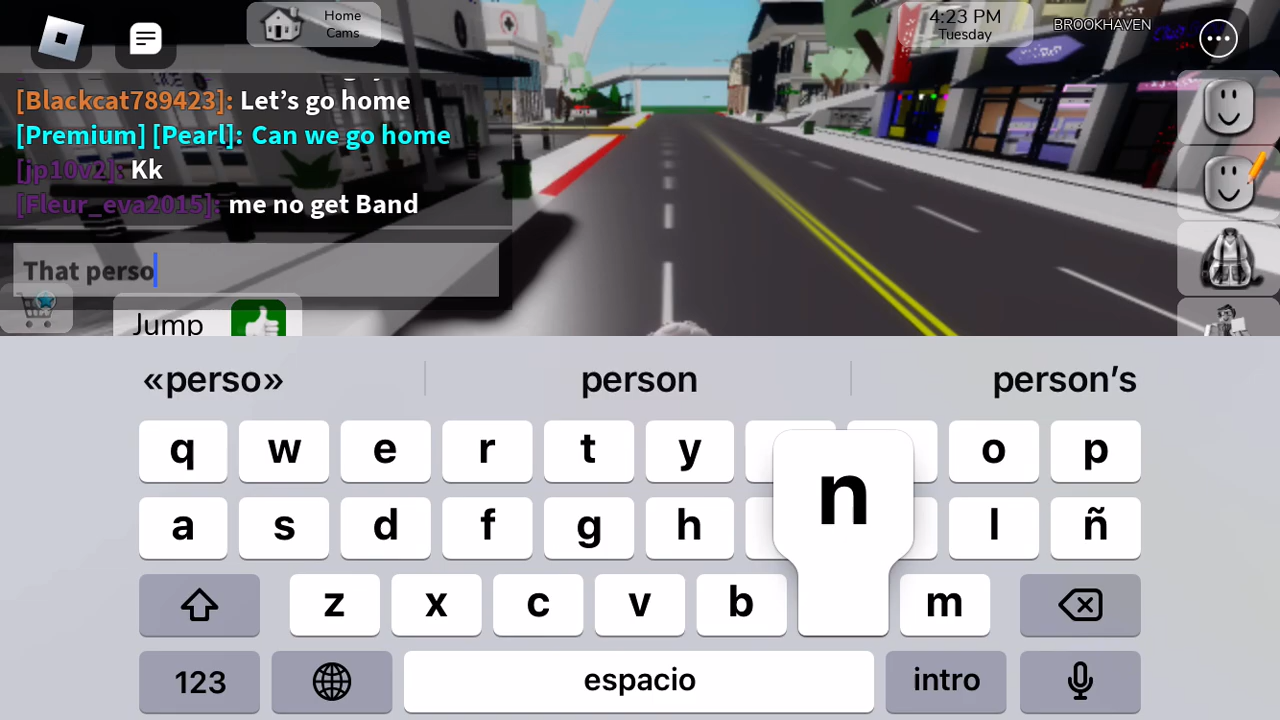 Home
Cams
4:23 PM
Tuesday
BROOKHAVEN
[Blackcat789423]: Let's go home
[Premium] [Pearl]: Can we go home
[jp10v2]: Kk
[Fleur_eva2015]: me no get Band
That perso
Jump
«perso» person person's
q w e r t y o p
a s d f g h l ñ
n
z x c v b m
123 espacio intro